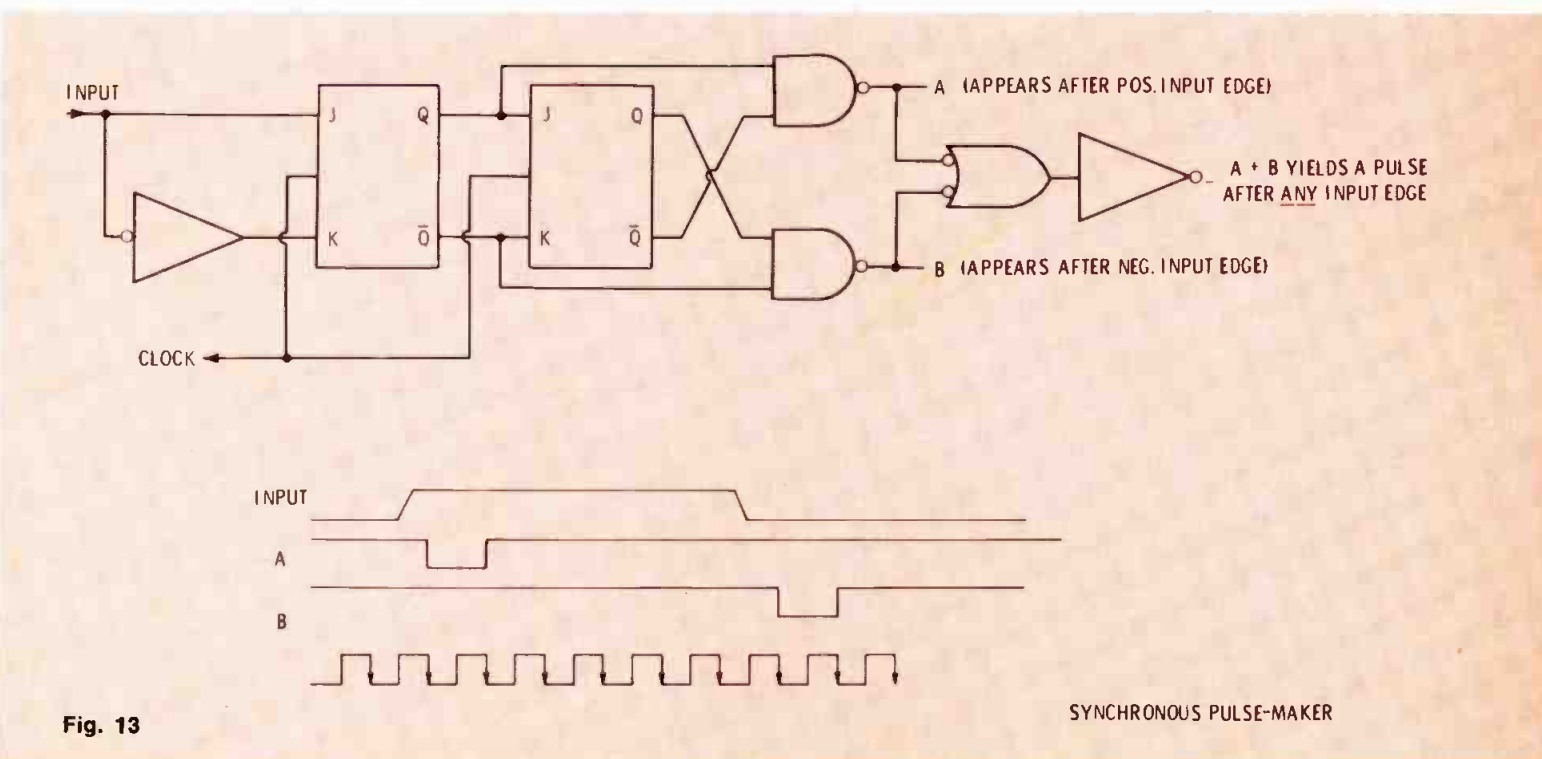 INPUT
J
Q
K
Q̅
J
Q
K
Q̅
CLOCK
A (APPEARS AFTER POS. INPUT EDGE)
A + B YIELDS A PULSE
AFTER ANY INPUT EDGE
B (APPEARS AFTER NEG. INPUT EDGE)
INPUT
A
B
Fig. 13
SYNCHRONOUS PULSE-MAKER